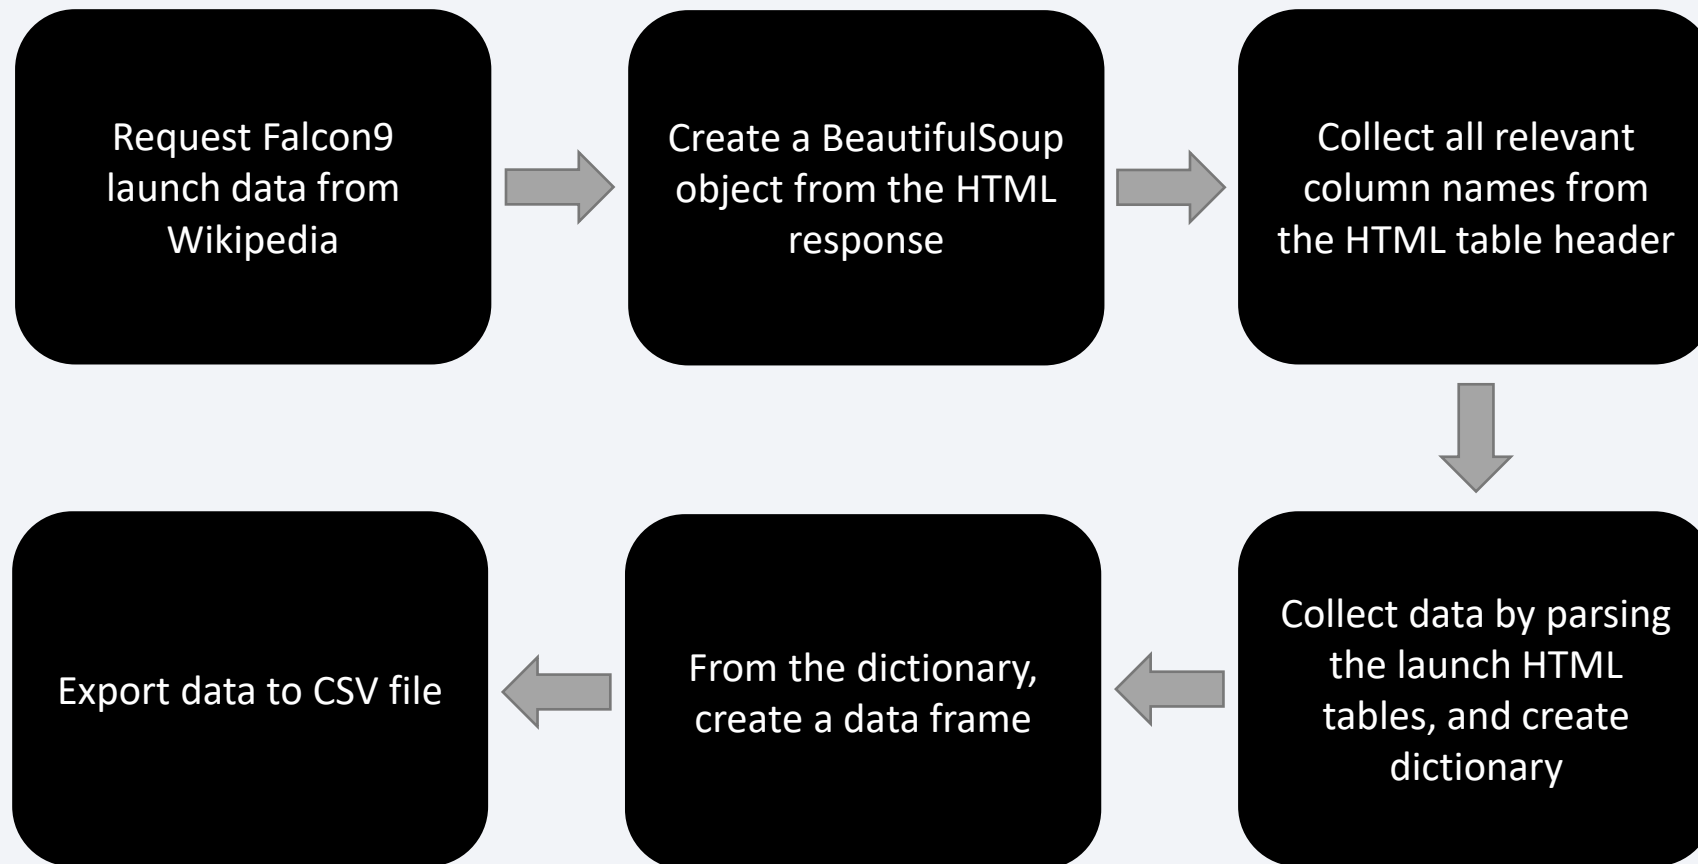 Request Falcon9
launch data from
Wikipedia
Create a BeautifulSoup
object from the HTML
response
Collect all relevant
column names from
the HTML table header
Collect data by parsing
the launch HTML
tables, and create
dictionary
From the dictionary,
create a data frame
Export data to CSV file